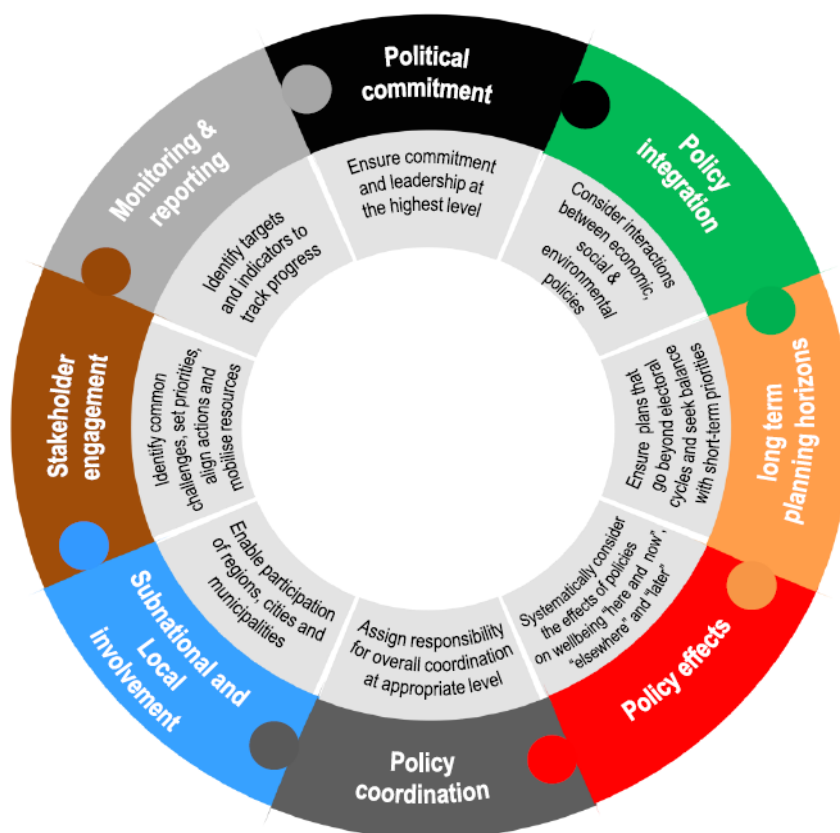 Political
commitment
Ensure commitment
and leadership at
the highest level
Policy
integration
Consider interactions
between economic,
social &
environmental
policies
long term
planning horizons
Ensure plans that
go beyond electoral
cycles and seek balance
with short-term priorities
Policy effects
Systematically consider
the effects of policies
on wellbeing “here and now”,
“elsewhere” and “later”
Policy
coordination
Assign responsibility
for overall coordination
at appropriate level
Subnational and
Local
involvement
Enable participation
of regions, cities and
municipalities
Stakeholder
engagement
Identify common
challenges, set priorities,
align actions and
mobilise resources
Monitoring &
reporting
Identify targets
and indicators to
track progress